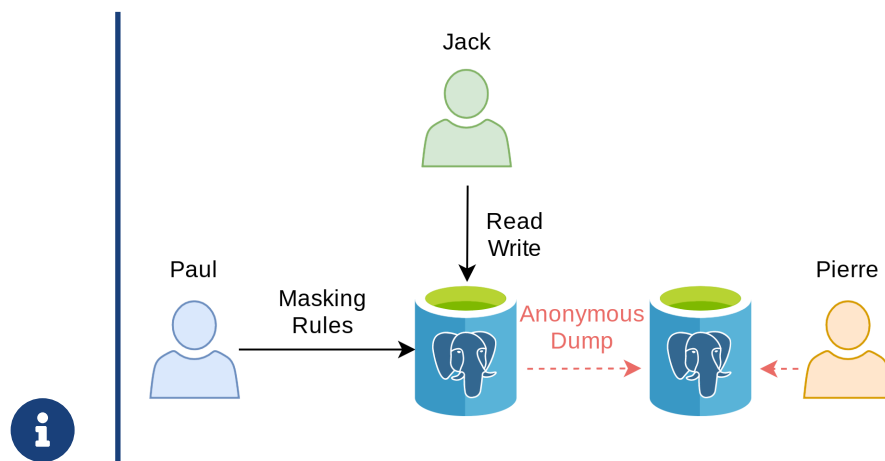 Jack
Read
Write
Paul
Pierre
Masking
Rules
Anonymous
Dump